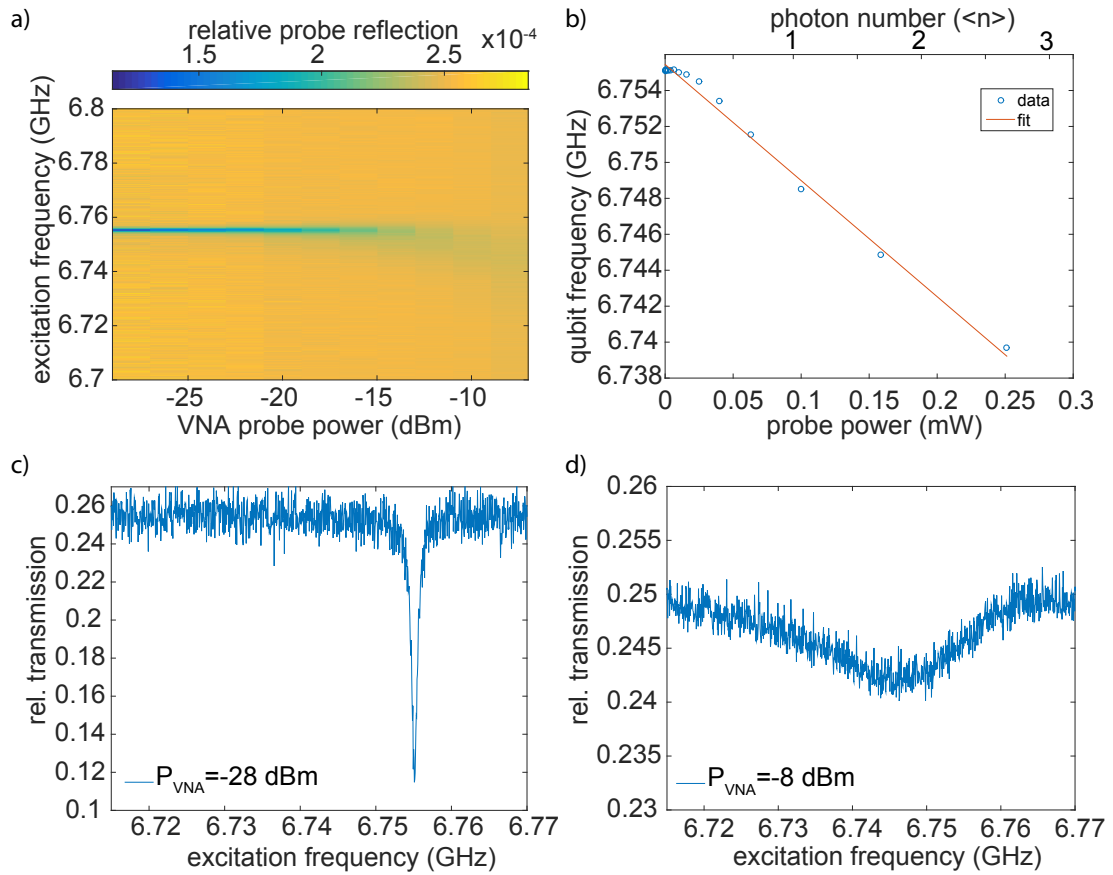 a)
relative probe reflection
x10-4
1.5 2 2.5
excitation frequency (GHz)
6.8
6.78
6.76
6.74
6.72
6.7
-25 -20 -15 -10
VNA probe power (dBm)
b)
photon number (<n>)
1 2 3
qubit frequency (GHz)
6.754
6.752
6.75
6.748
6.746
6.744
6.742
6.74
6.738
data
fit
0 0.05 0.1 0.15 0.2 0.25 0.3
probe power (mW)
c)
rel. transmission
0.26
0.24
0.22
0.2
0.18
0.16
0.14
0.12
0.1
PVNA=-28 dBm
6.72 6.73 6.74 6.75 6.76 6.77
excitation frequency (GHz)
d)
rel. transmission
0.26
0.255
0.25
0.245
0.24
0.235
0.23
PVNA=-8 dBm
6.72 6.73 6.74 6.75 6.76 6.77
excitation frequency (GHz)